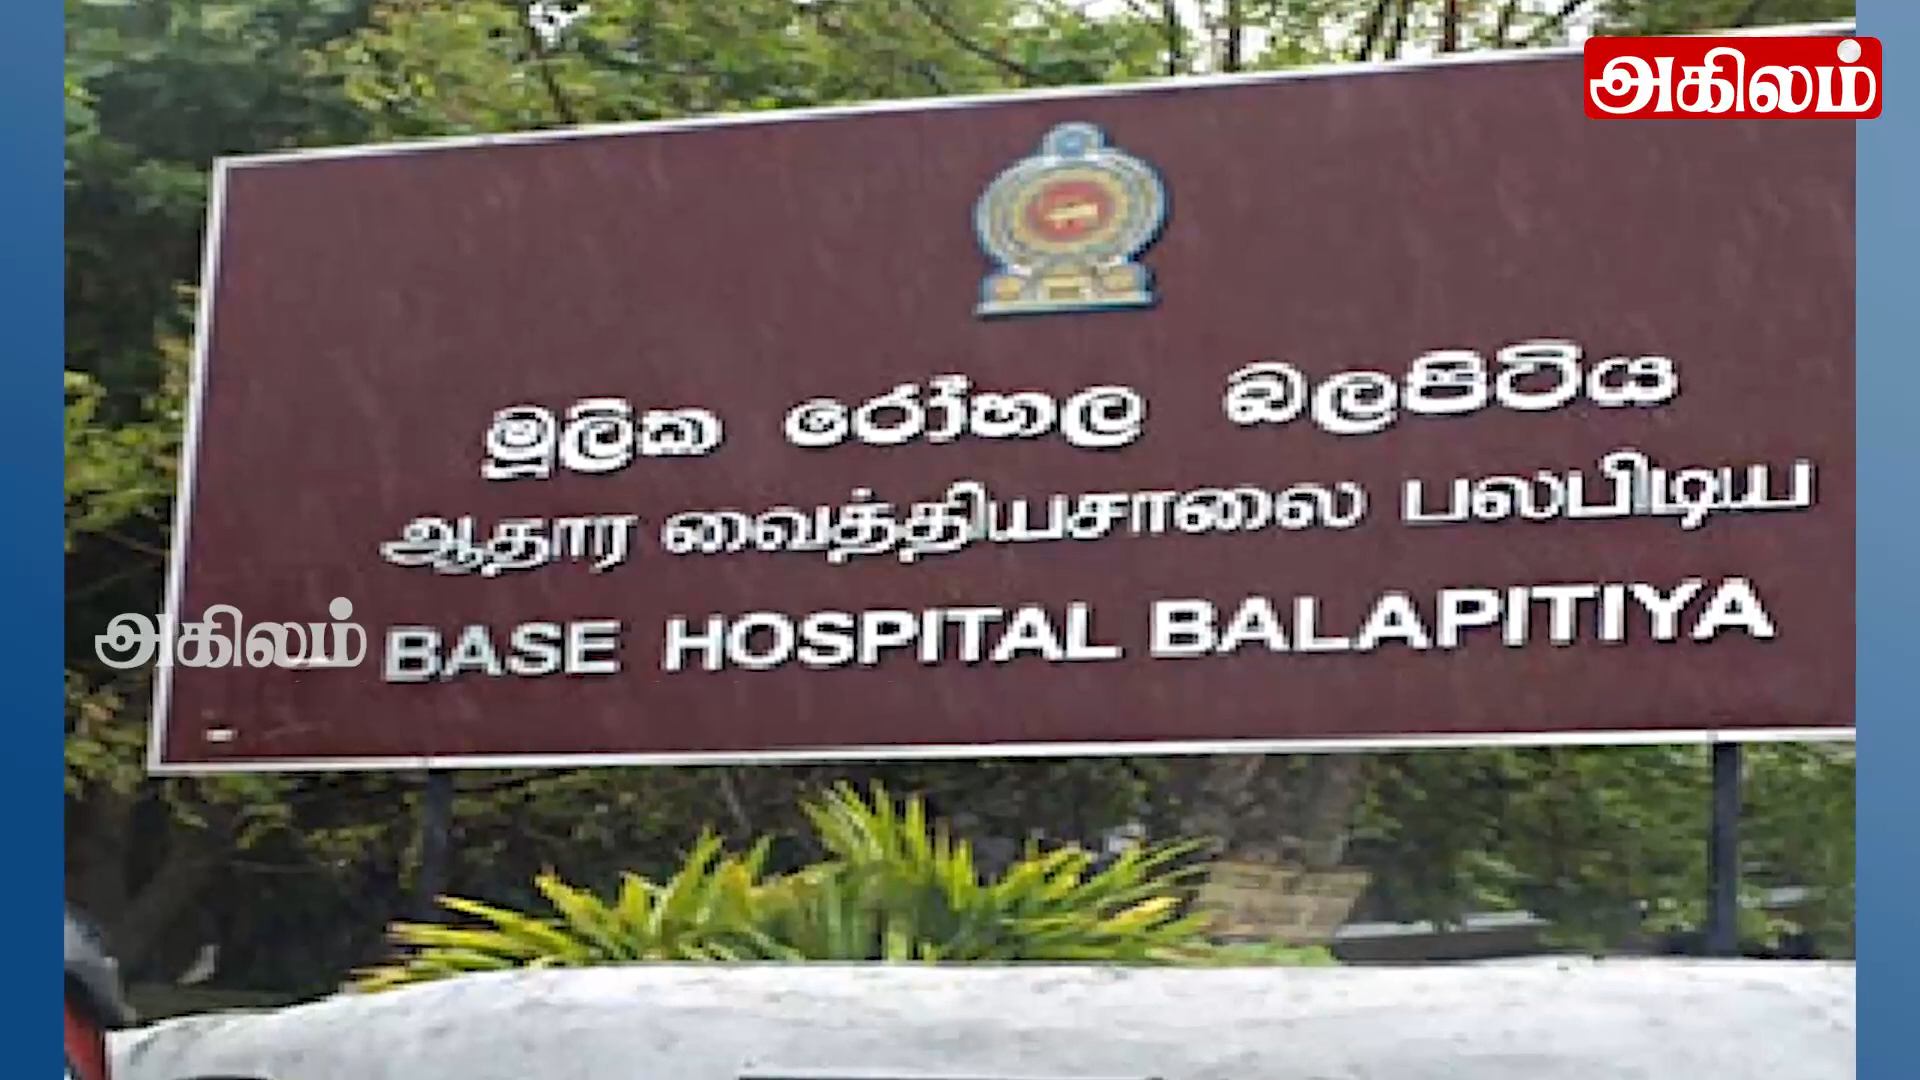 அகிலம்
මූලික රෝහල බලපිටිය
ஆதார வைத்தியசாலை பலபிடிய
அகிலம்
BASE HOSPITAL BALAPITIYA